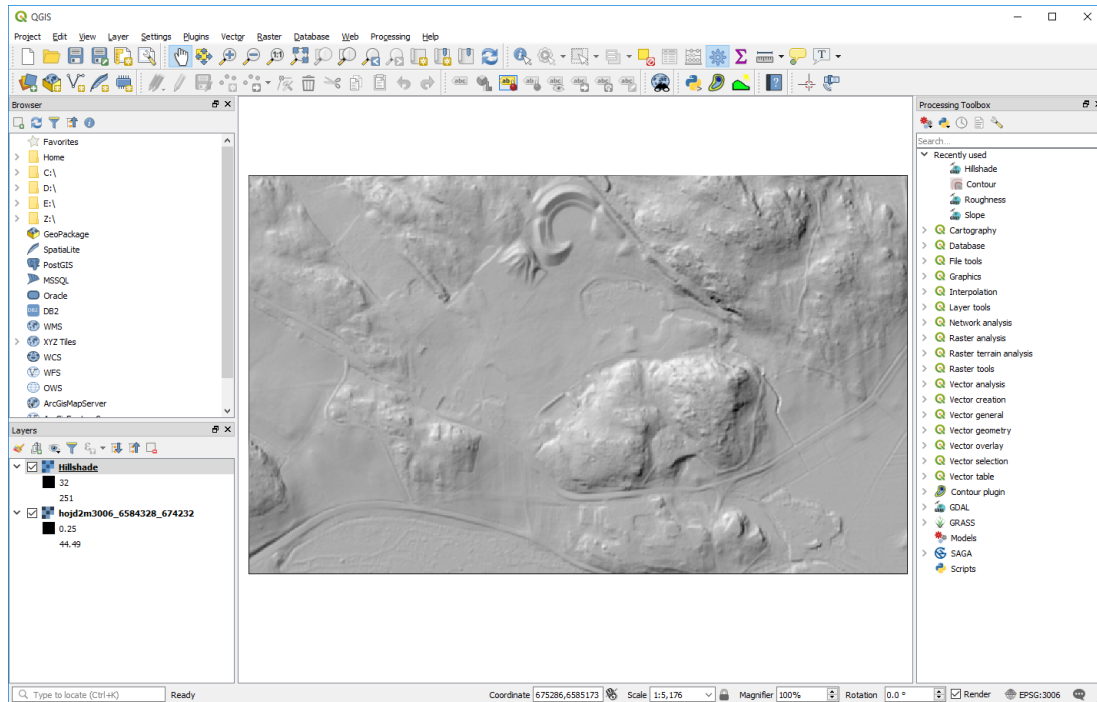 QGIS
Project Edit View Layer Settings Plugins Vector Raster Database Web Processing Help
Browser
Favorites
Home
C:\
D:\
E:\
Z:\
GeoPackage
SpatiaLite
PostGIS
MSSQL
Oracle
DB2
WMS
XYZ Tiles
WCS
WFS
OWS
ArcGisMapServer
Layers
Hillshade
32
251
hojd2m3006_6584328_674232
0.25
44.49
Processing Toolbox
Search...
Recently used
Hillshade
Contour
Roughness
Slope
Cartography
Database
File tools
Graphics
Interpolation
Layer tools
Network analysis
Raster analysis
Raster terrain analysis
Raster tools
Vector analysis
Vector creation
Vector general
Vector geometry
Vector overlay
Vector selection
Vector table
Contour plugin
GDAL
GRASS
Models
SAGA
Scripts
Type to locate (Ctrl+K) Ready Coordinate 675286,6585173 Scale 1:5,176 Magnifier 100% Rotation 0.0 ° Render EPSG:3006